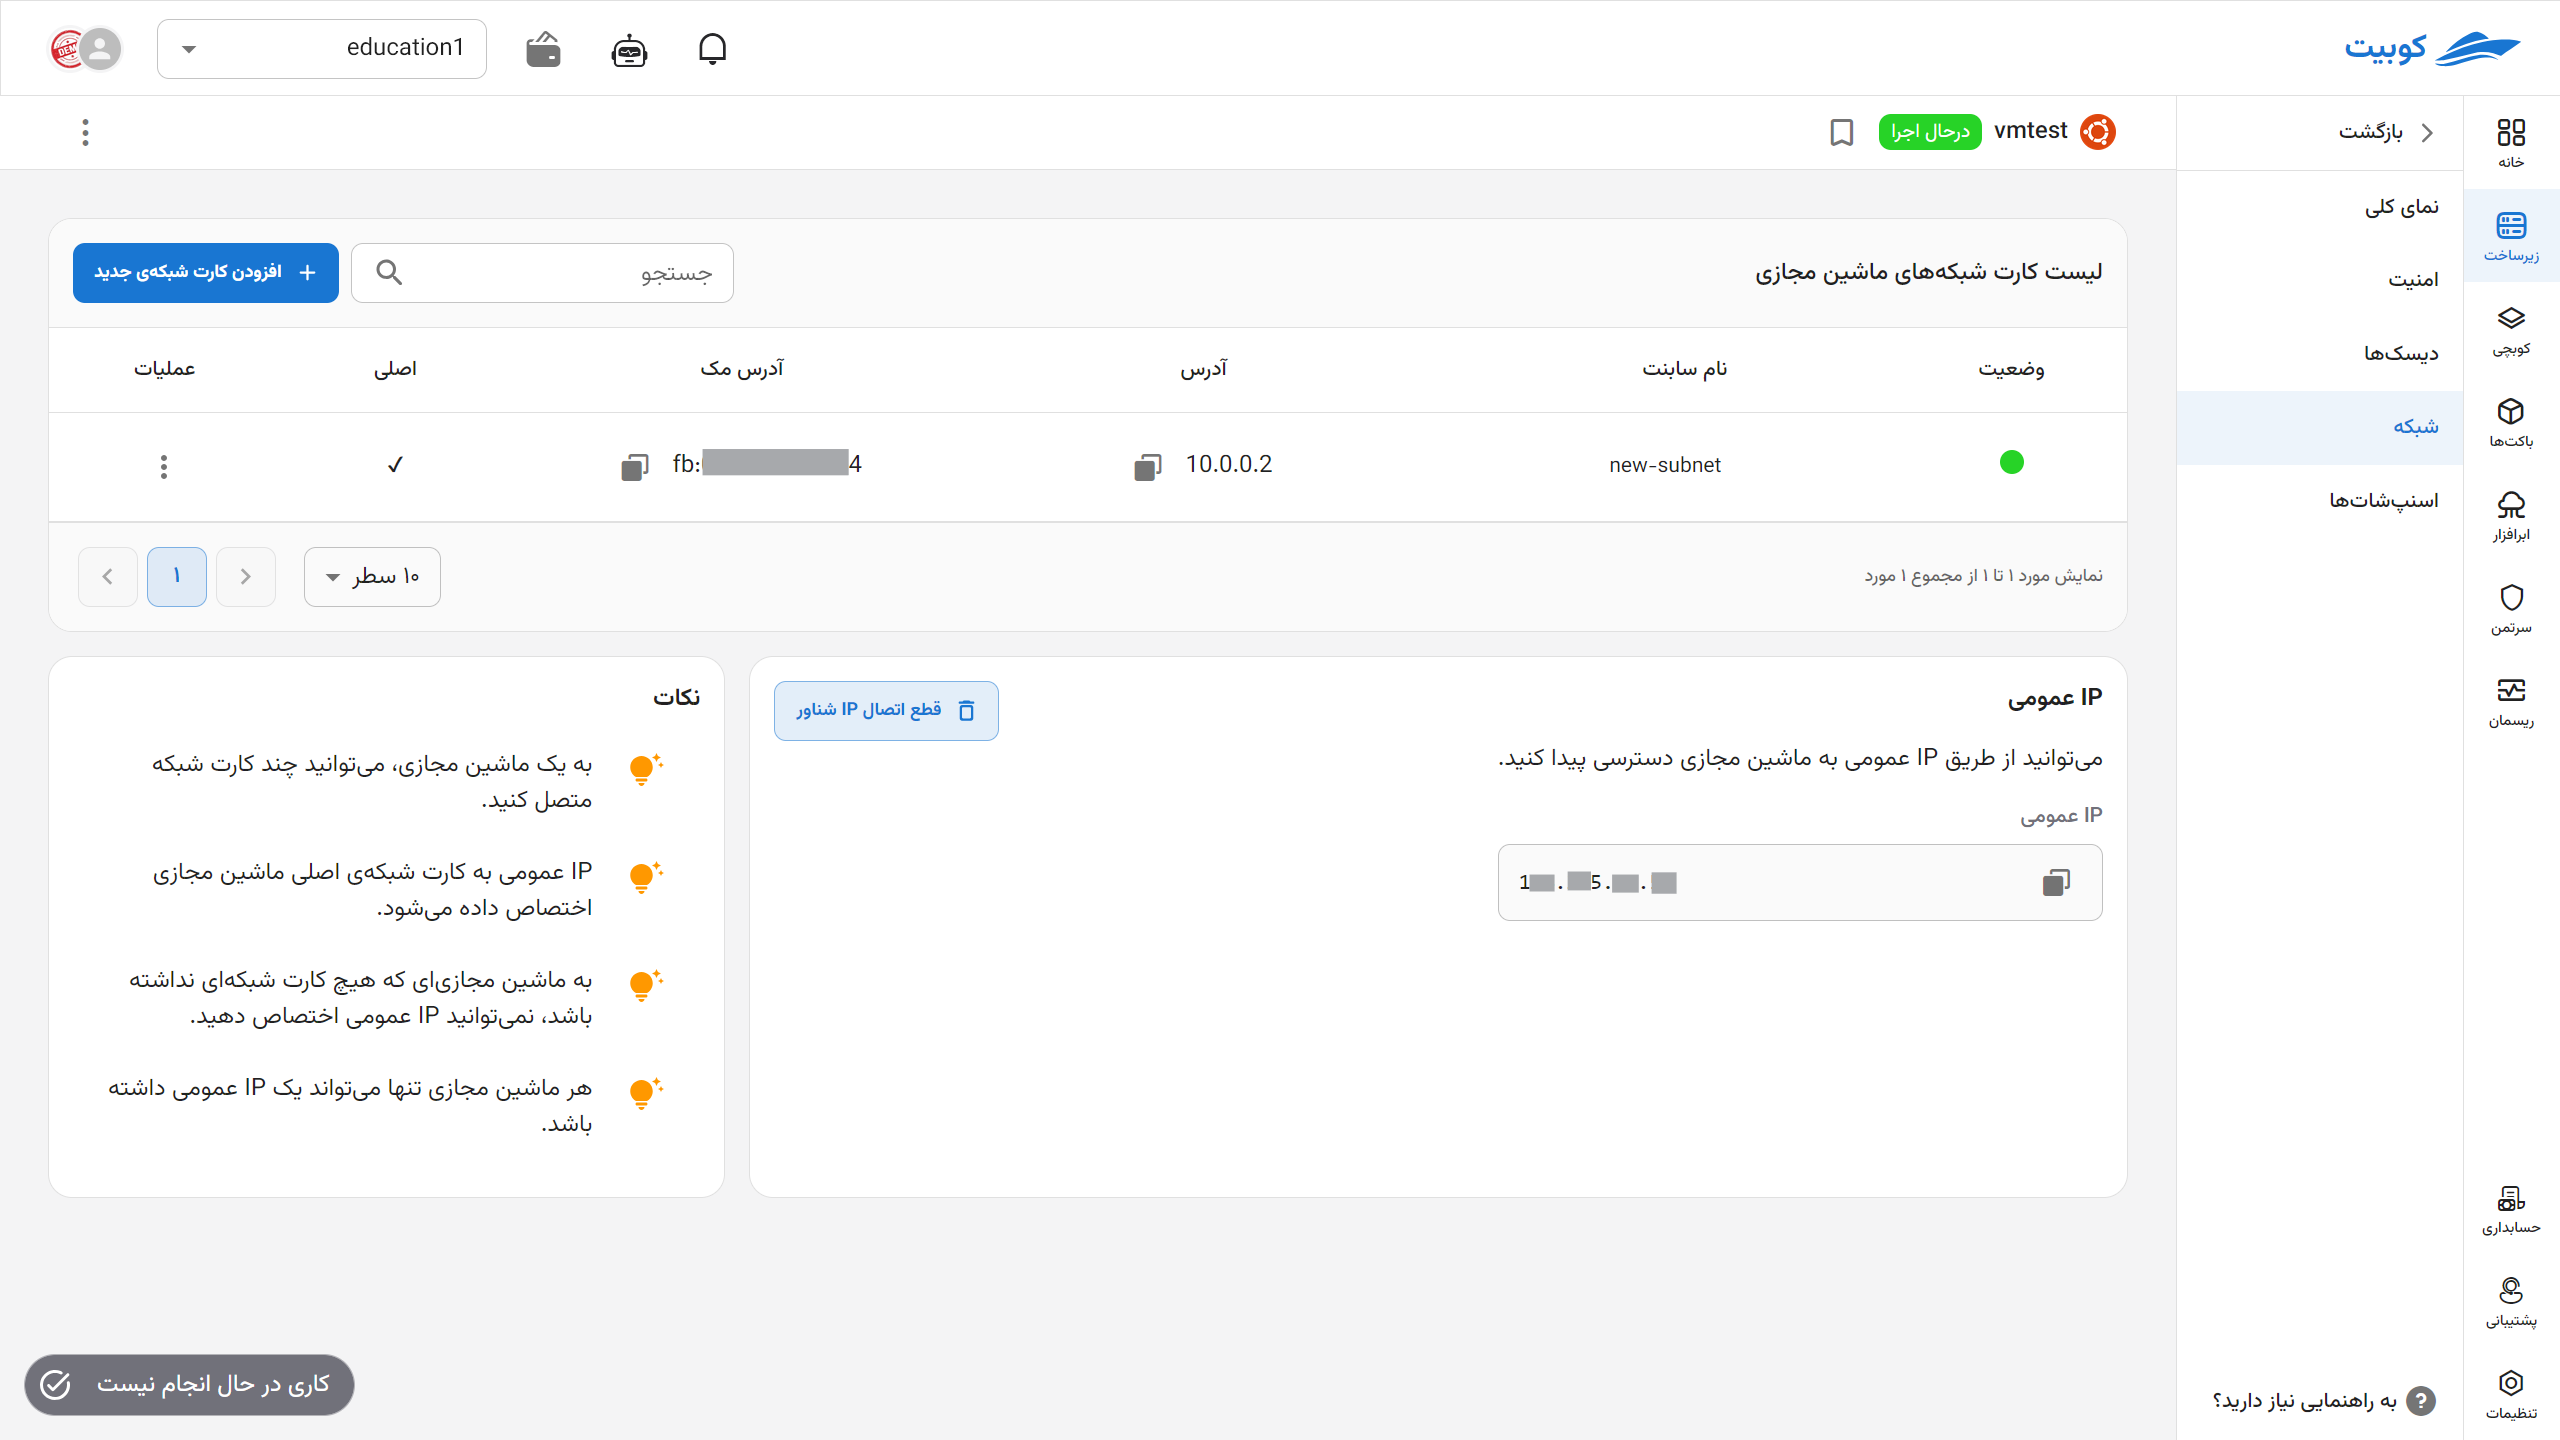 کوبیت
education1
DEMO
خانه
زیرساخت
کوبچی
باکت‌ها
ابرافزار
سرتمن
ریسمان
حسابداری
پشتیبانی
تنظیمات
بازگشت
نمای کلی
امنیت
دیسک‌ها
شبکه
اسنپ‌شات‌ها
به راهنمایی نیاز دارید؟
vmtest درحال اجرا
لیست کارت شبکه‌های ماشین مجازی
جستجو
افزودن کارت شبکه‌ی جدید
وضعیت نام سابنت آدرس آدرس مک اصلی عملیات
new-subnet 10.0.0.2 fb: 4
نمایش مورد ۱ تا ۱ از مجموع ۱ مورد
۱۰ سطر
۱
IP عمومی
قطع اتصال IP شناور
می‌توانید از طریق IP عمومی به ماشین مجازی دسترسی پیدا کنید.
IP عمومی
1 . 5. .
نکات
به یک ماشین مجازی، می‌توانید چند کارت شبکه
متصل کنید.
IP عمومی به کارت شبکه‌ی اصلی ماشین مجازی
اختصاص داده می‌شود.
به ماشین مجازی‌ای که هیچ کارت شبکه‌ای نداشته
باشد، نمی‌توانید IP عمومی اختصاص دهید.
هر ماشین مجازی تنها می‌تواند یک IP عمومی داشته
باشد.
کاری در حال انجام نیست